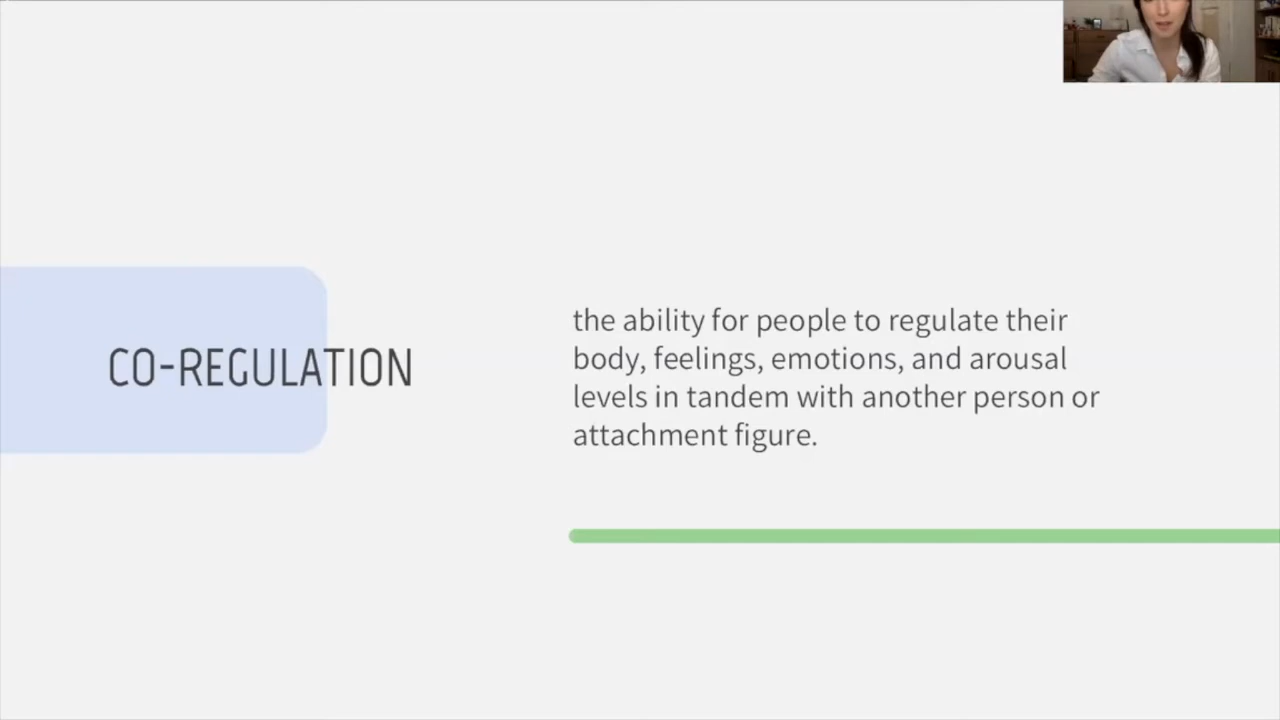 CO-REGULATION
the ability for people to regulate their
body, feelings, emotions, and arousal
levels in tandem with another person or
attachment figure.